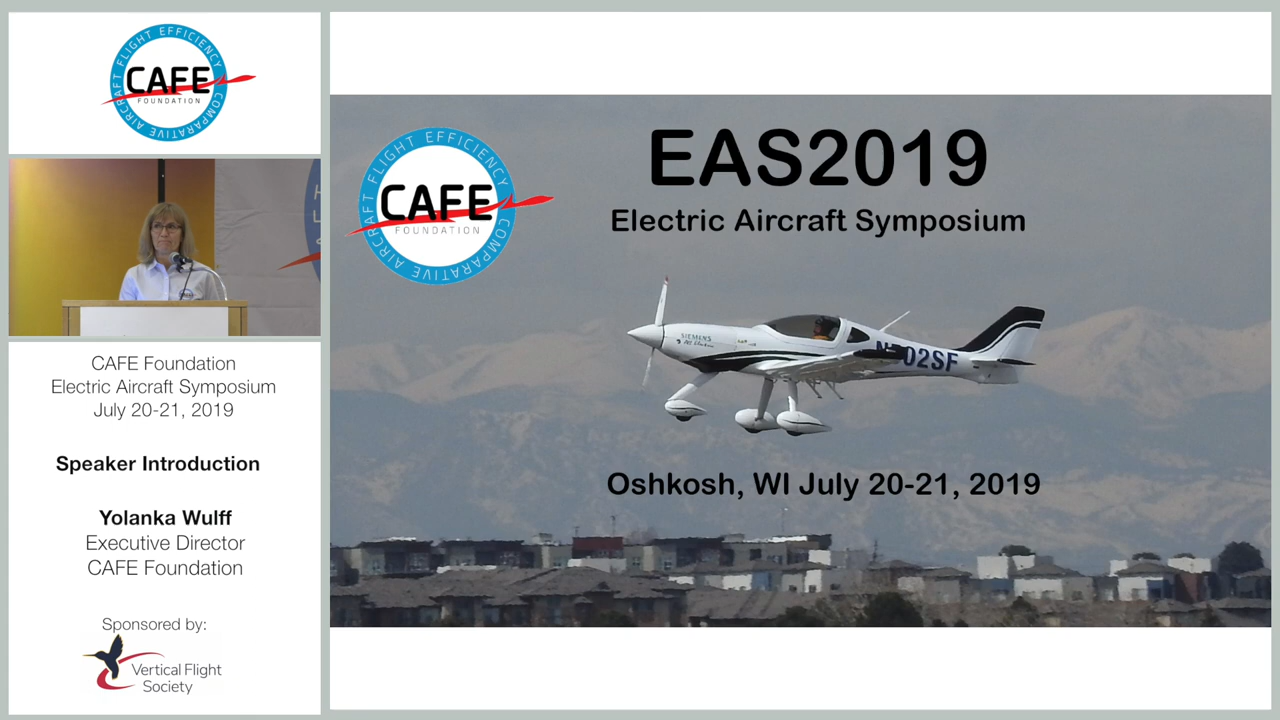 AIRCRAFT FLIGHT EFFICIENCY COMPARATIVE
CAFE
FOUNDATION
CAFE Foundation
Electric Aircraft Symposium
July 20-21, 2019
Speaker Introduction
Yolanka Wulff
Executive Director
CAFE Foundation
Sponsored by:
Vertical Flight
Society
AIRCRAFT FLIGHT EFFICIENCY COMPARATIVE
CAFE
FOUNDATION
EAS2019
Electric Aircraft Symposium
SIEMENS
Oshkosh, WI July 20-21, 2019